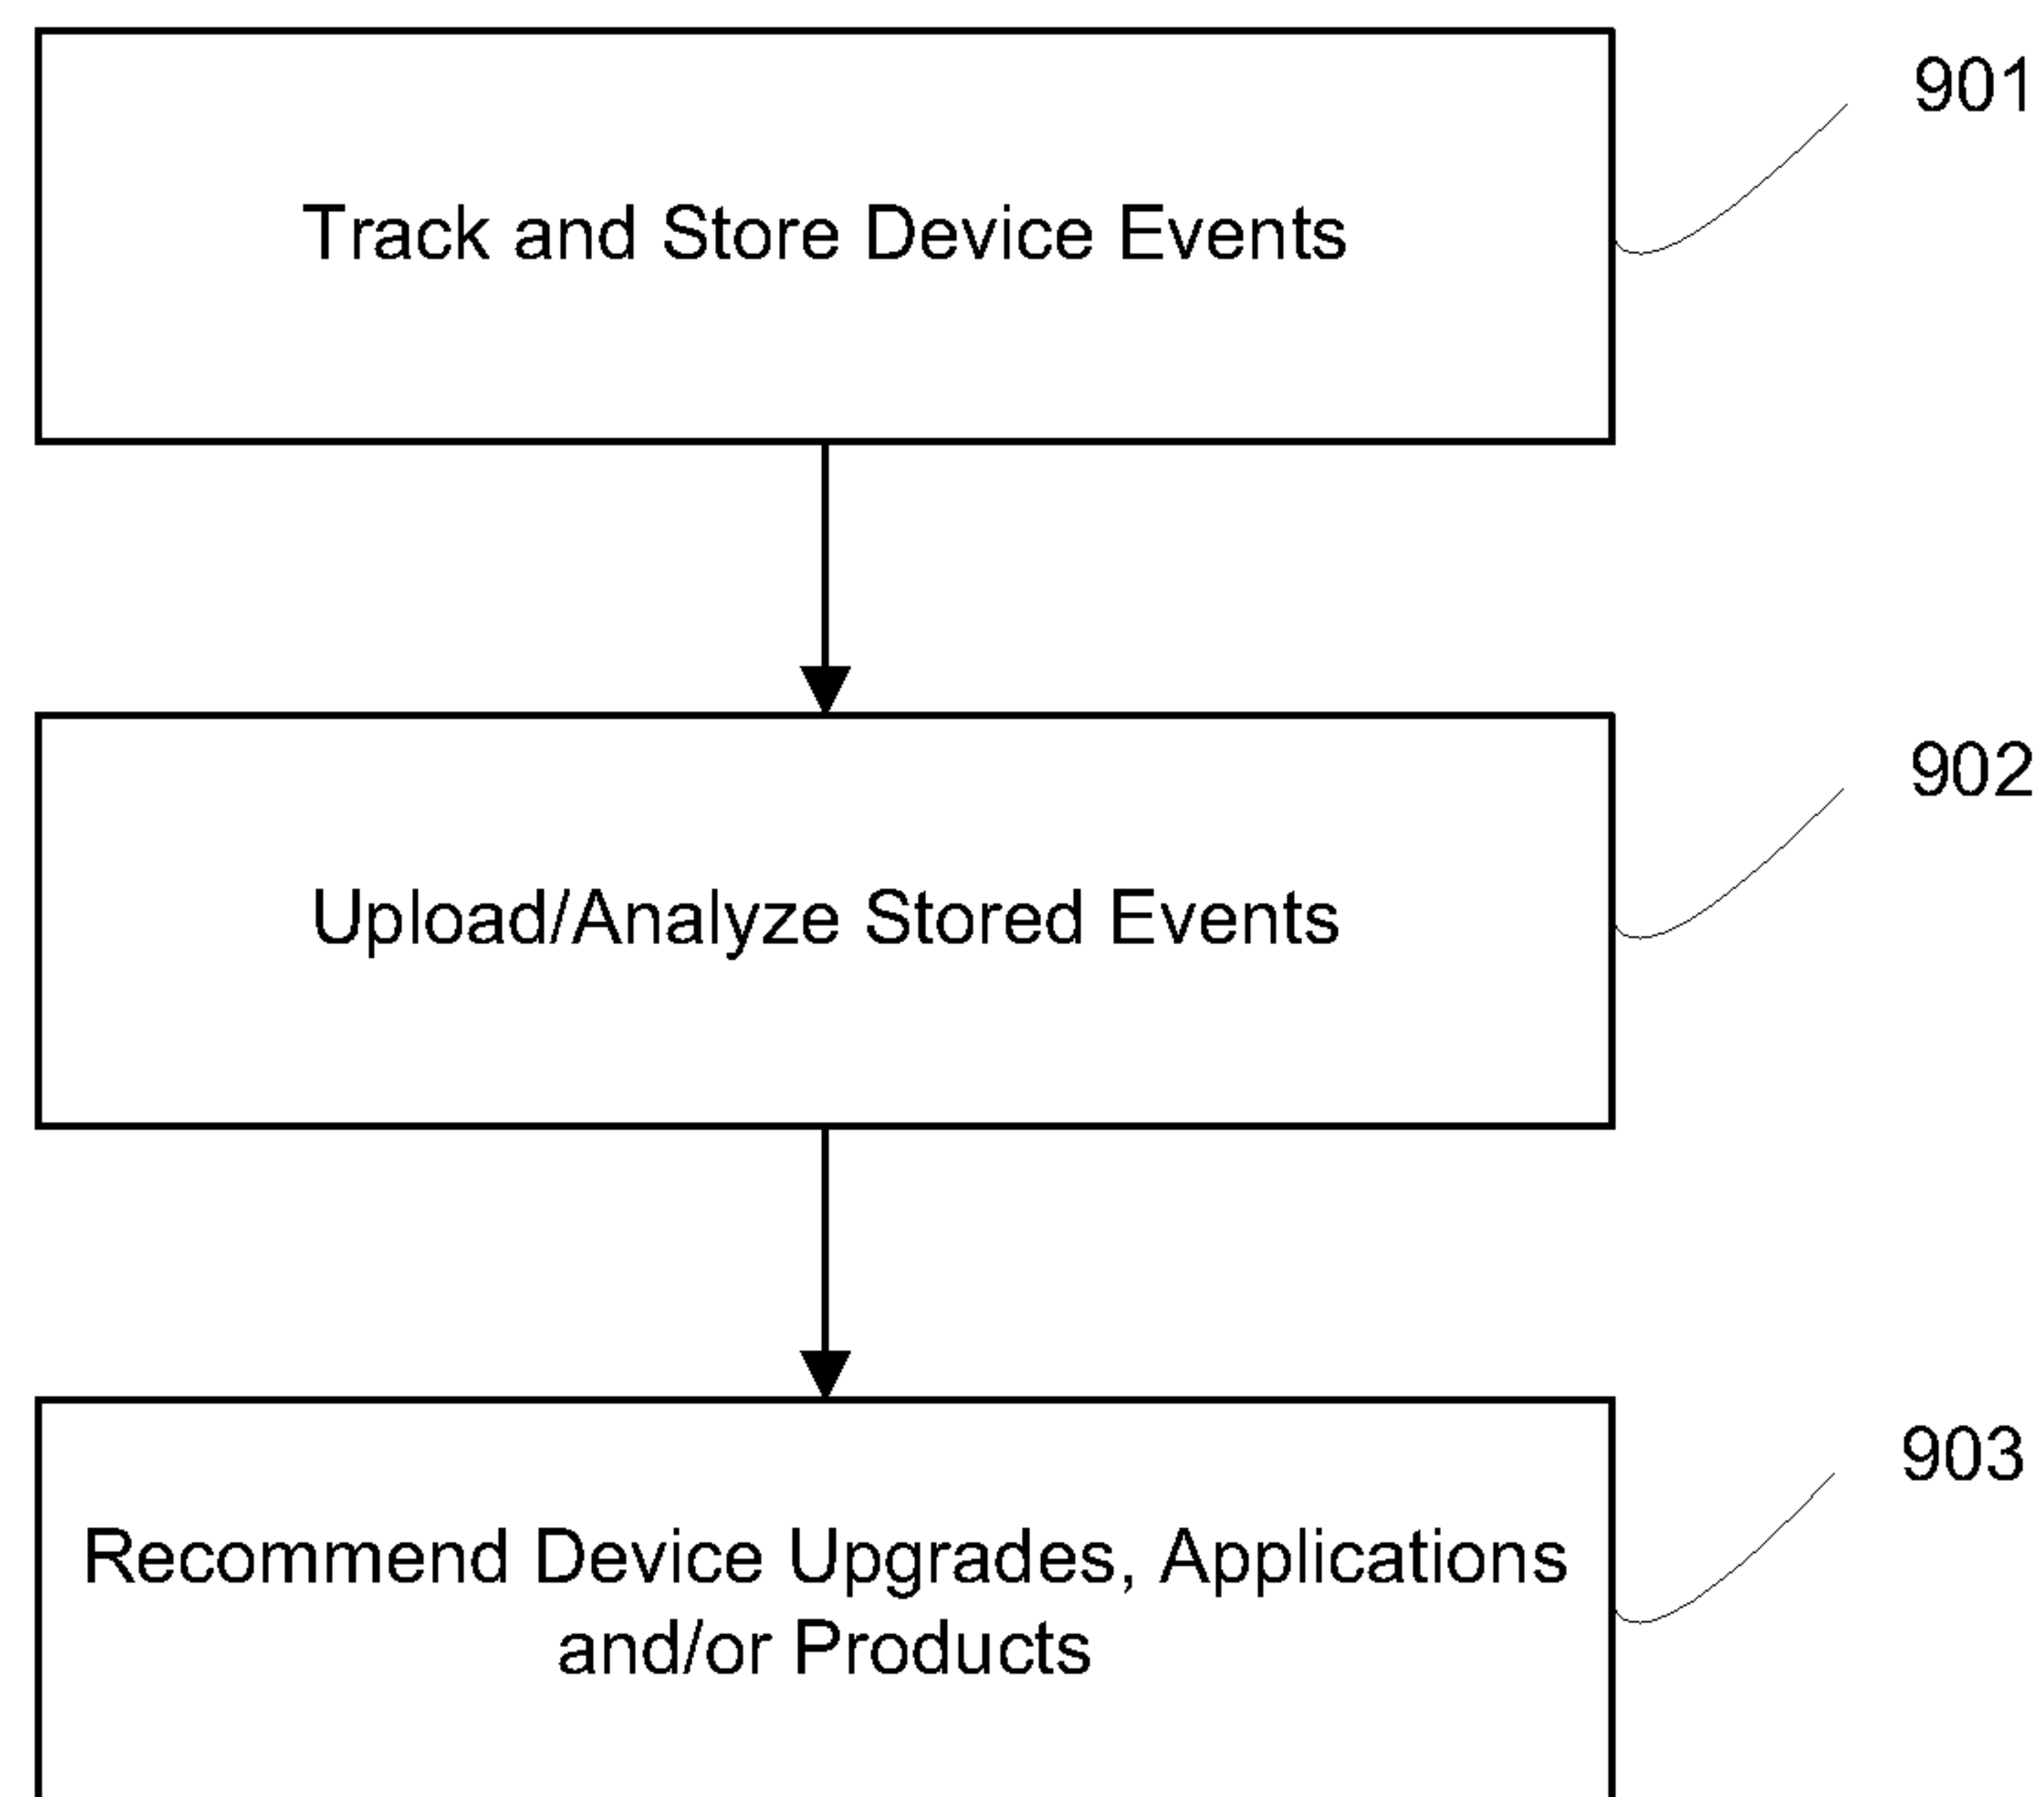 901
Track and Store Device Events
902
Upload/Analyze Stored Events
903
Recommend Device Upgrades, Applications
and/or Products